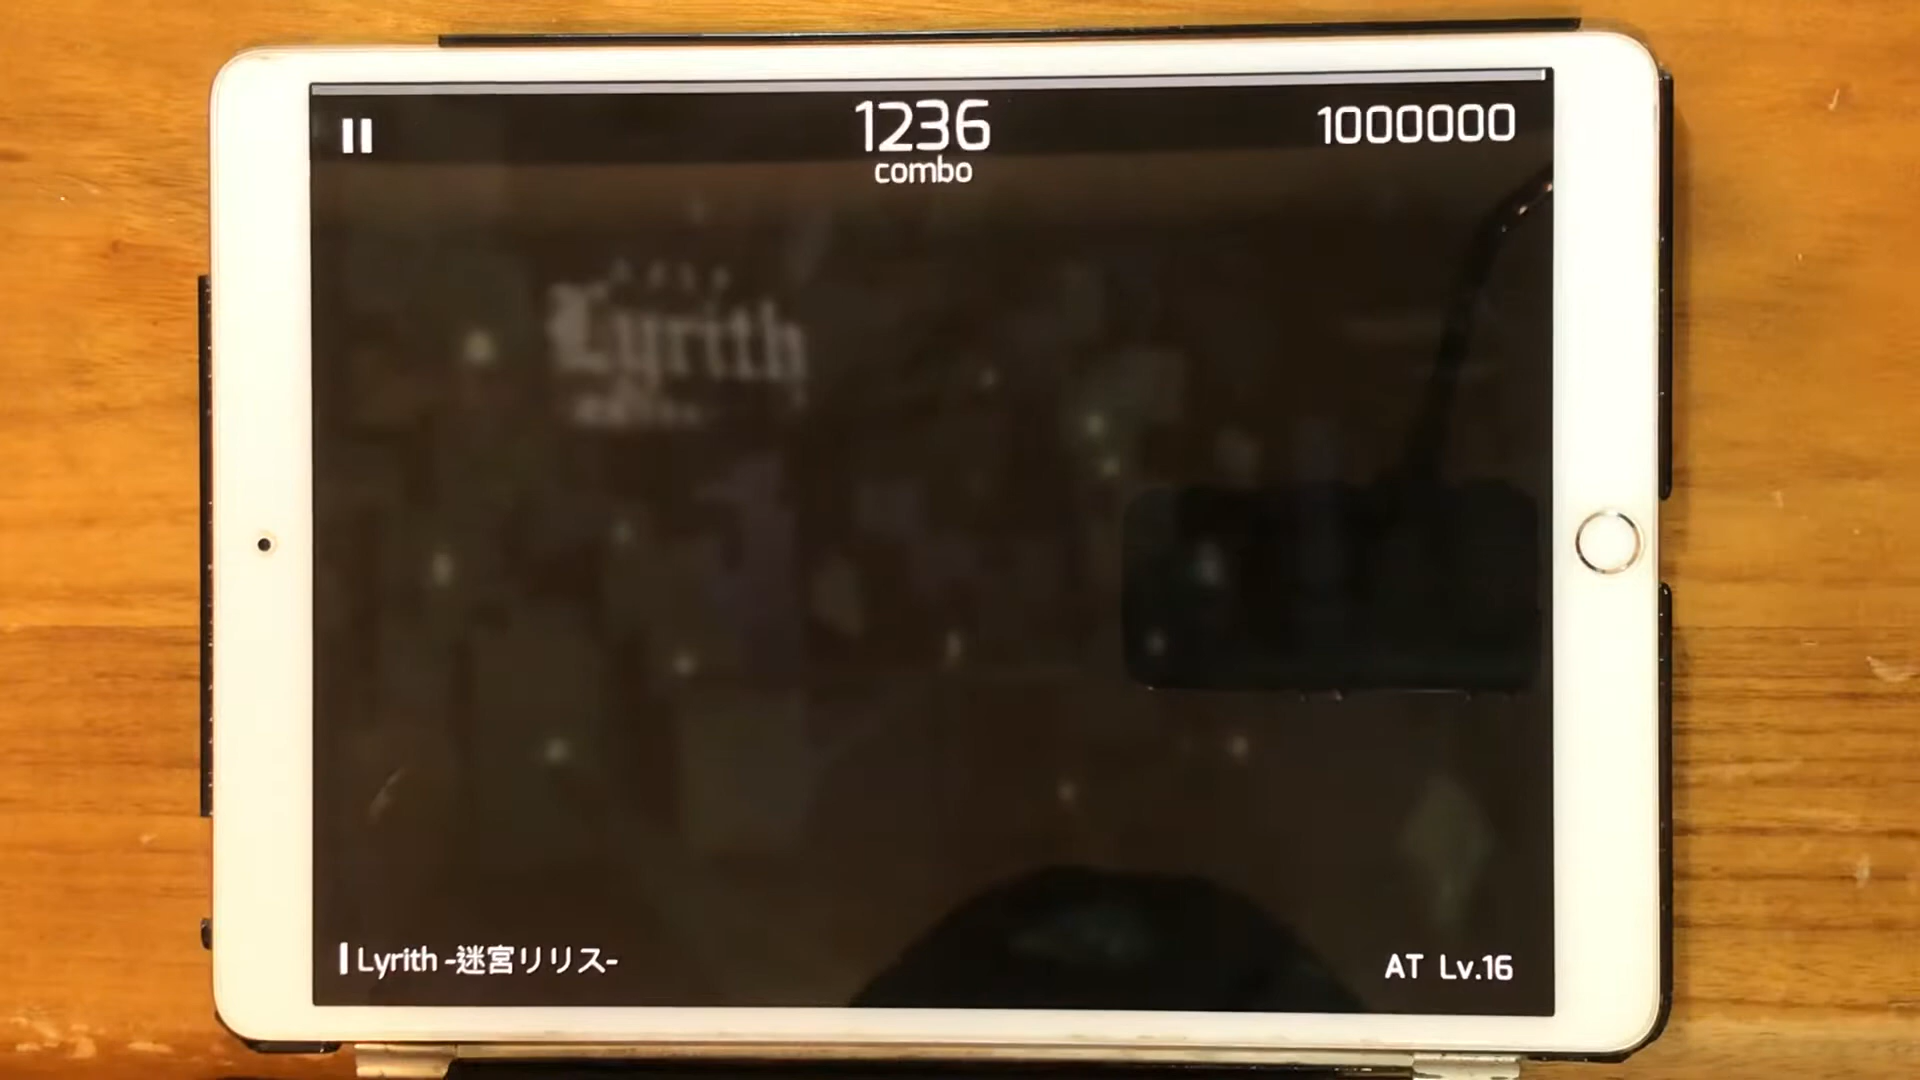 1236
combo
1000000
Lyrith
Lyrith -迷宮リリス-
AT Lv.16